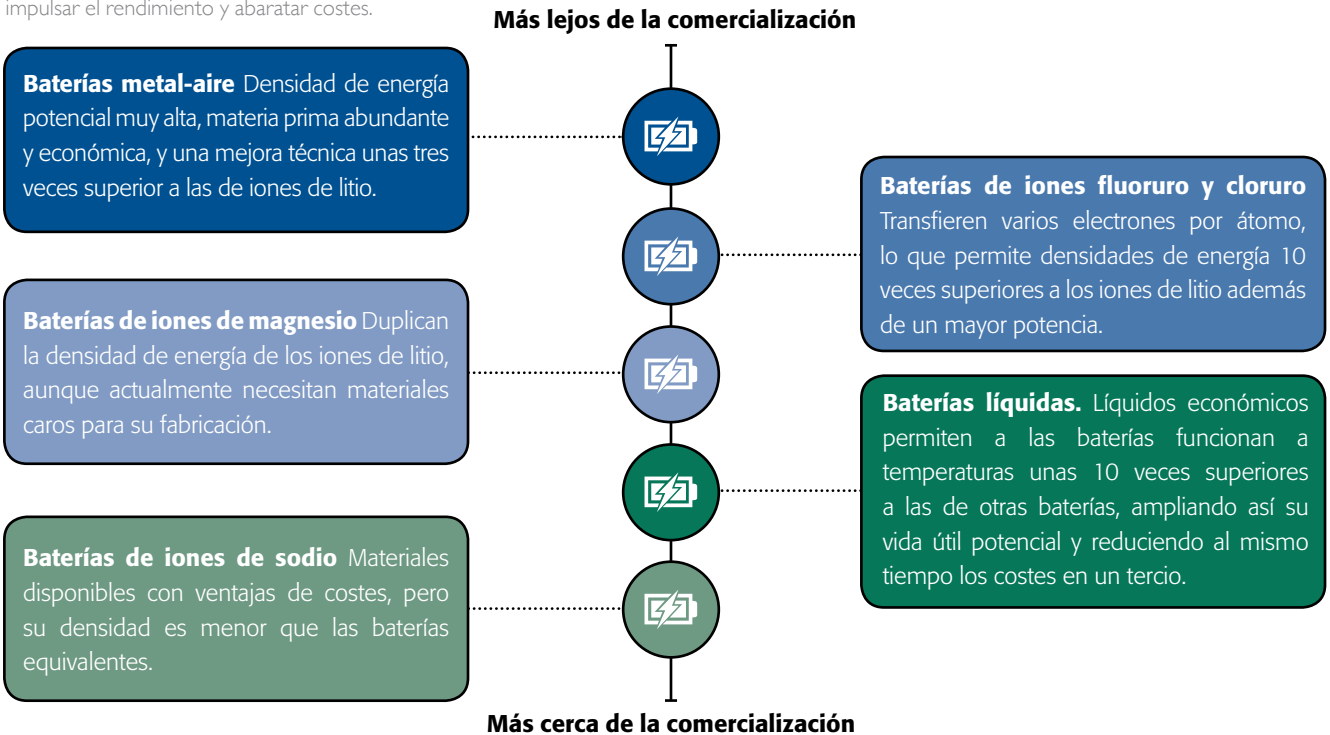 impulsar el rendimiento y abaratar costes.
Más lejos de la comercialización
Baterías metal-aire Densidad de energía
potencial muy alta, materia prima abundante
y económica, y una mejora técnica unas tres
veces superior a las de iones de litio.
Baterías de iones fluoruro y cloruro
Transfieren varios electrones por átomo,
lo que permite densidades de energía 10
veces superiores a los iones de litio además
de un mayor potencia.
Baterías de iones de magnesio Duplican
la densidad de energía de los iones de litio,
aunque actualmente necesitan materiales
caros para su fabricación.
Baterías líquidas. Líquidos económicos
permiten a las baterías funcionan a
temperaturas unas 10 veces superiores
a las de otras baterías, ampliando así su
vida útil potencial y reduciendo al mismo
tiempo los costes en un tercio.
Baterías de iones de sodio Materiales
disponibles con ventajas de costes, pero
su densidad es menor que las baterías
equivalentes.
Más cerca de la comercialización